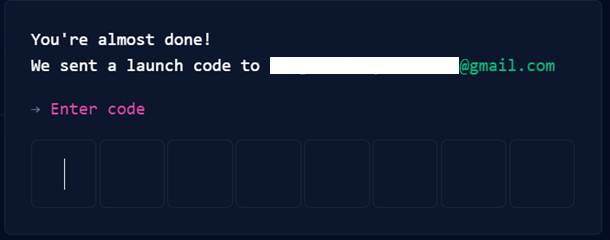 You're almost done!
We sent a launch code to @gmail.com
→ Enter code